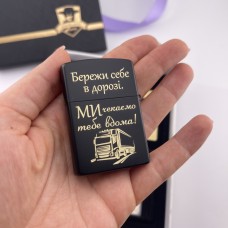 Бережи себе
в дорозі.
МИ чекаємо
тебе вдома!